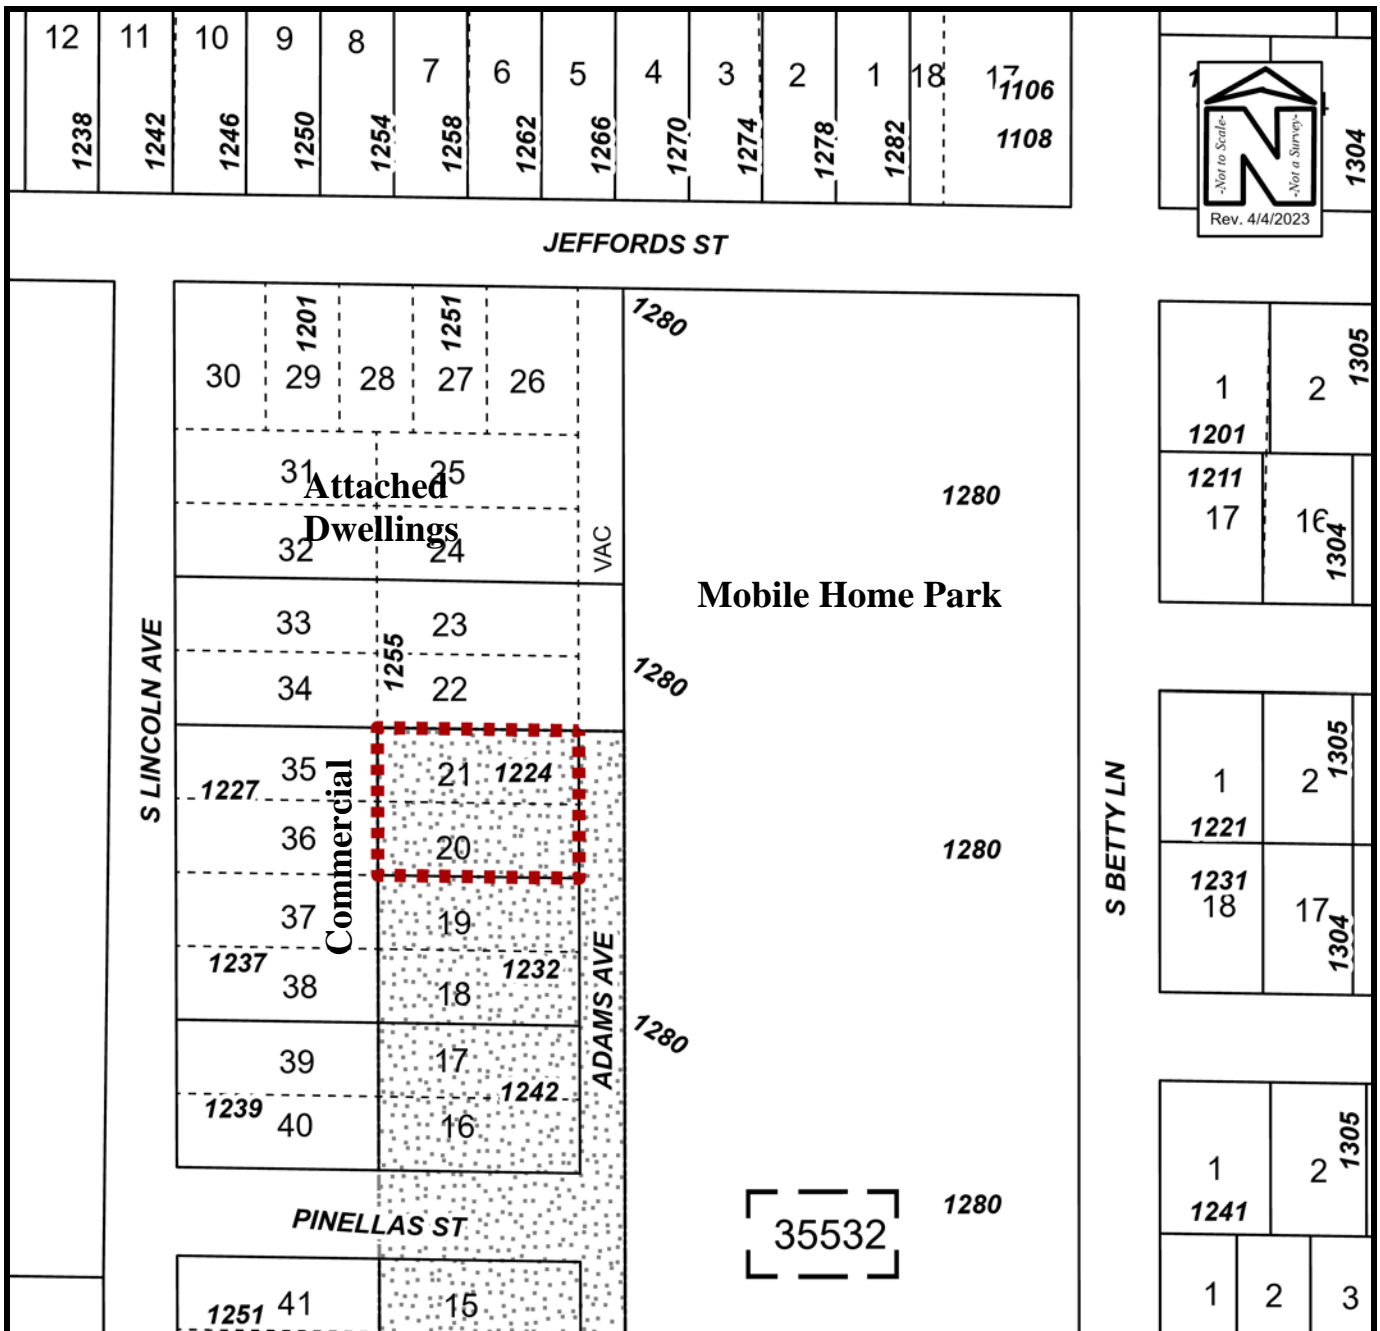 12 11 10 9 8 7 6 5 4 3 2 1 18 17
1106
1108
1238 1242 1246 1250 1254 1258 1262 1266 1270 1274 1278 1282
1304
-Not to Scale-
N
-Not a Survey-
Rev. 4/4/2023
JEFFORDS ST
1201 1251
1280
30 29 28 27 26
1 2
1305
1201
31 25
Attached
Dwellings
32 24
VAC
1280
1211
17 16
1304
Mobile Home Park
33 23
1255
34 22
1280
S LINCOLN AVE
35
1227
36
Commercial
21 1224
20
1280
S BETTY LN
1 2
1305
1221
1231
18 17
1304
37 19
1237
38 18
1232
ADAMS AVE
1280
39 17
1242
1239
40 16
PINELLAS ST
35532
1280
1 2
1305
1241
1251 41 15
1 2 3